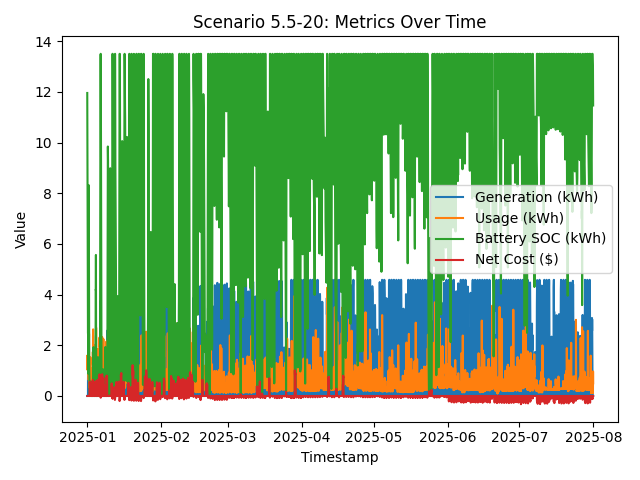 Scenario 5.5-20: Metrics Over Time
Value
14
12
10
8
6
4
2
0
Generation (kWh)
Usage (kWh)
Battery SOC (kWh)
Net Cost ($)
2025-01 2025-02 2025-03 2025-04 2025-05 2025-06 2025-07 2025-08
Timestamp